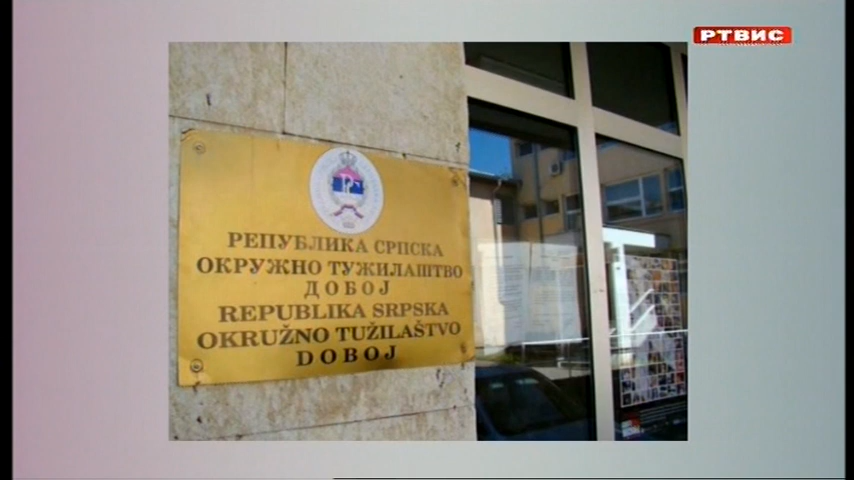 РТВИС
РЕПУБЛИКА СРПСКА
ОКРУЖНО ТУЖИЛАШТВО
ДОБОЈ
REPUBLIKA SRPSKA
OKRUŽNO TUŽILAŠTVO
DOBOJ